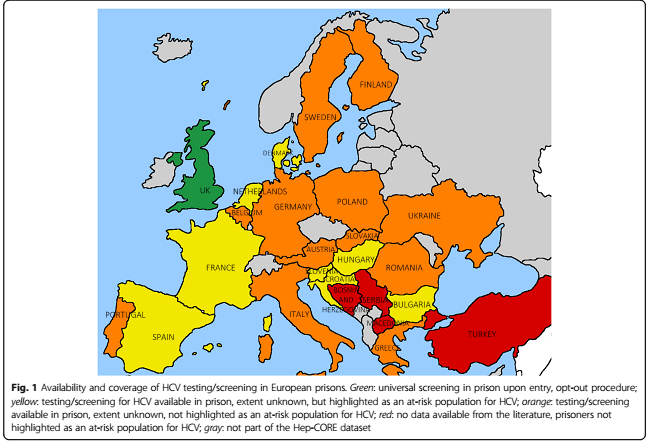 FINLAND
SWEDEN
DENMARK
UK
NETHERLANDS
BELGIUM
GERMANY
POLAND
UKRAINE
SLOVAKIA
AUSTRIA
HUNGARY
FRANCE
SLOVENIA
CROATIA
ROMANIA
BOSNIA
AND
HERZEGOVINA
SERBIA
BULGARIA
PORTUGAL
SPAIN
ITALY
MACEDONIA
TURKEY
GREECE
Fig. 1 Availability and coverage of HCV testing/screening in European prisons. Green: universal screening in prison upon entry, opt-out procedure;
yellow: testing/screening for HCV available in prison, extent unknown, but highlighted as an at-risk population for HCV; orange: testing/screening
available in prison, extent unknown, not highlighted as an at-risk population for HCV; red: no data available from the literature, prisoners not
highlighted as an at-risk population for HCV; gray: not part of the Hep-CORE dataset